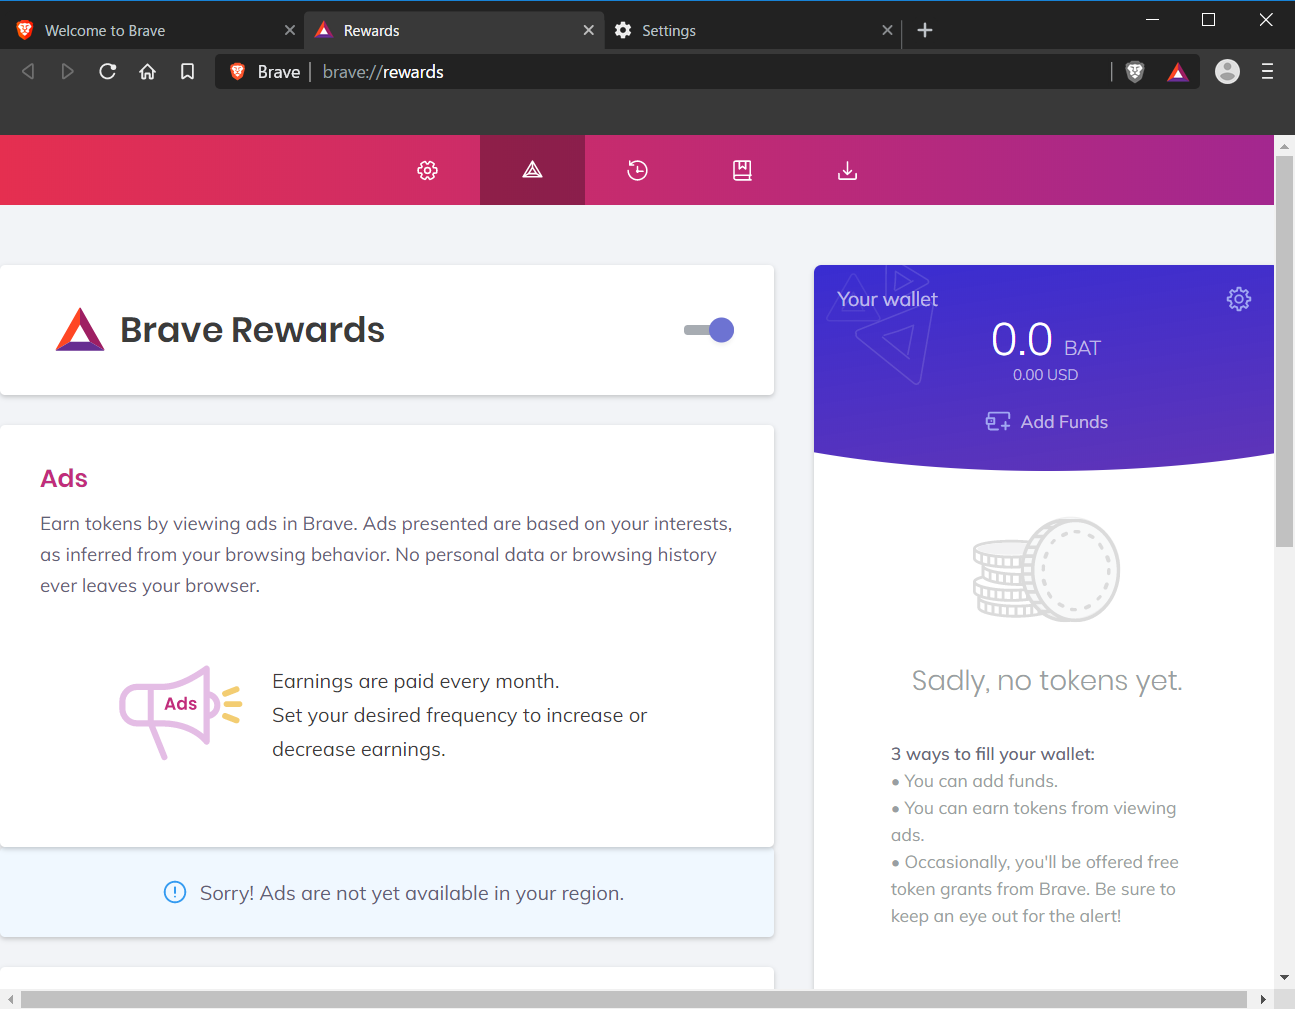 Welcome to Brave
Rewards
Settings
Brave
brave://rewards
Brave Rewards
Ads
Earn tokens by viewing ads in Brave. Ads presented are based on your interests,
as inferred from your browsing behavior. No personal data or browsing history
ever leaves your browser.
Ads
Earnings are paid every month.
Set your desired frequency to increase or
decrease earnings.
Sorry! Ads are not yet available in your region.
Your wallet
0.0 BAT
0.00 USD
Add Funds
Sadly, no tokens yet.
3 ways to fill your wallet:
• You can add funds.
• You can earn tokens from viewing
ads.
• Occasionally, you'll be offered free
token grants from Brave. Be sure to
keep an eye out for the alert!